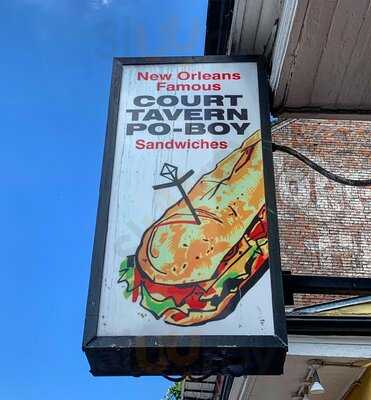 New Orleans
Famous
COURT
TAVERN
PO-BOY
Sandwiches